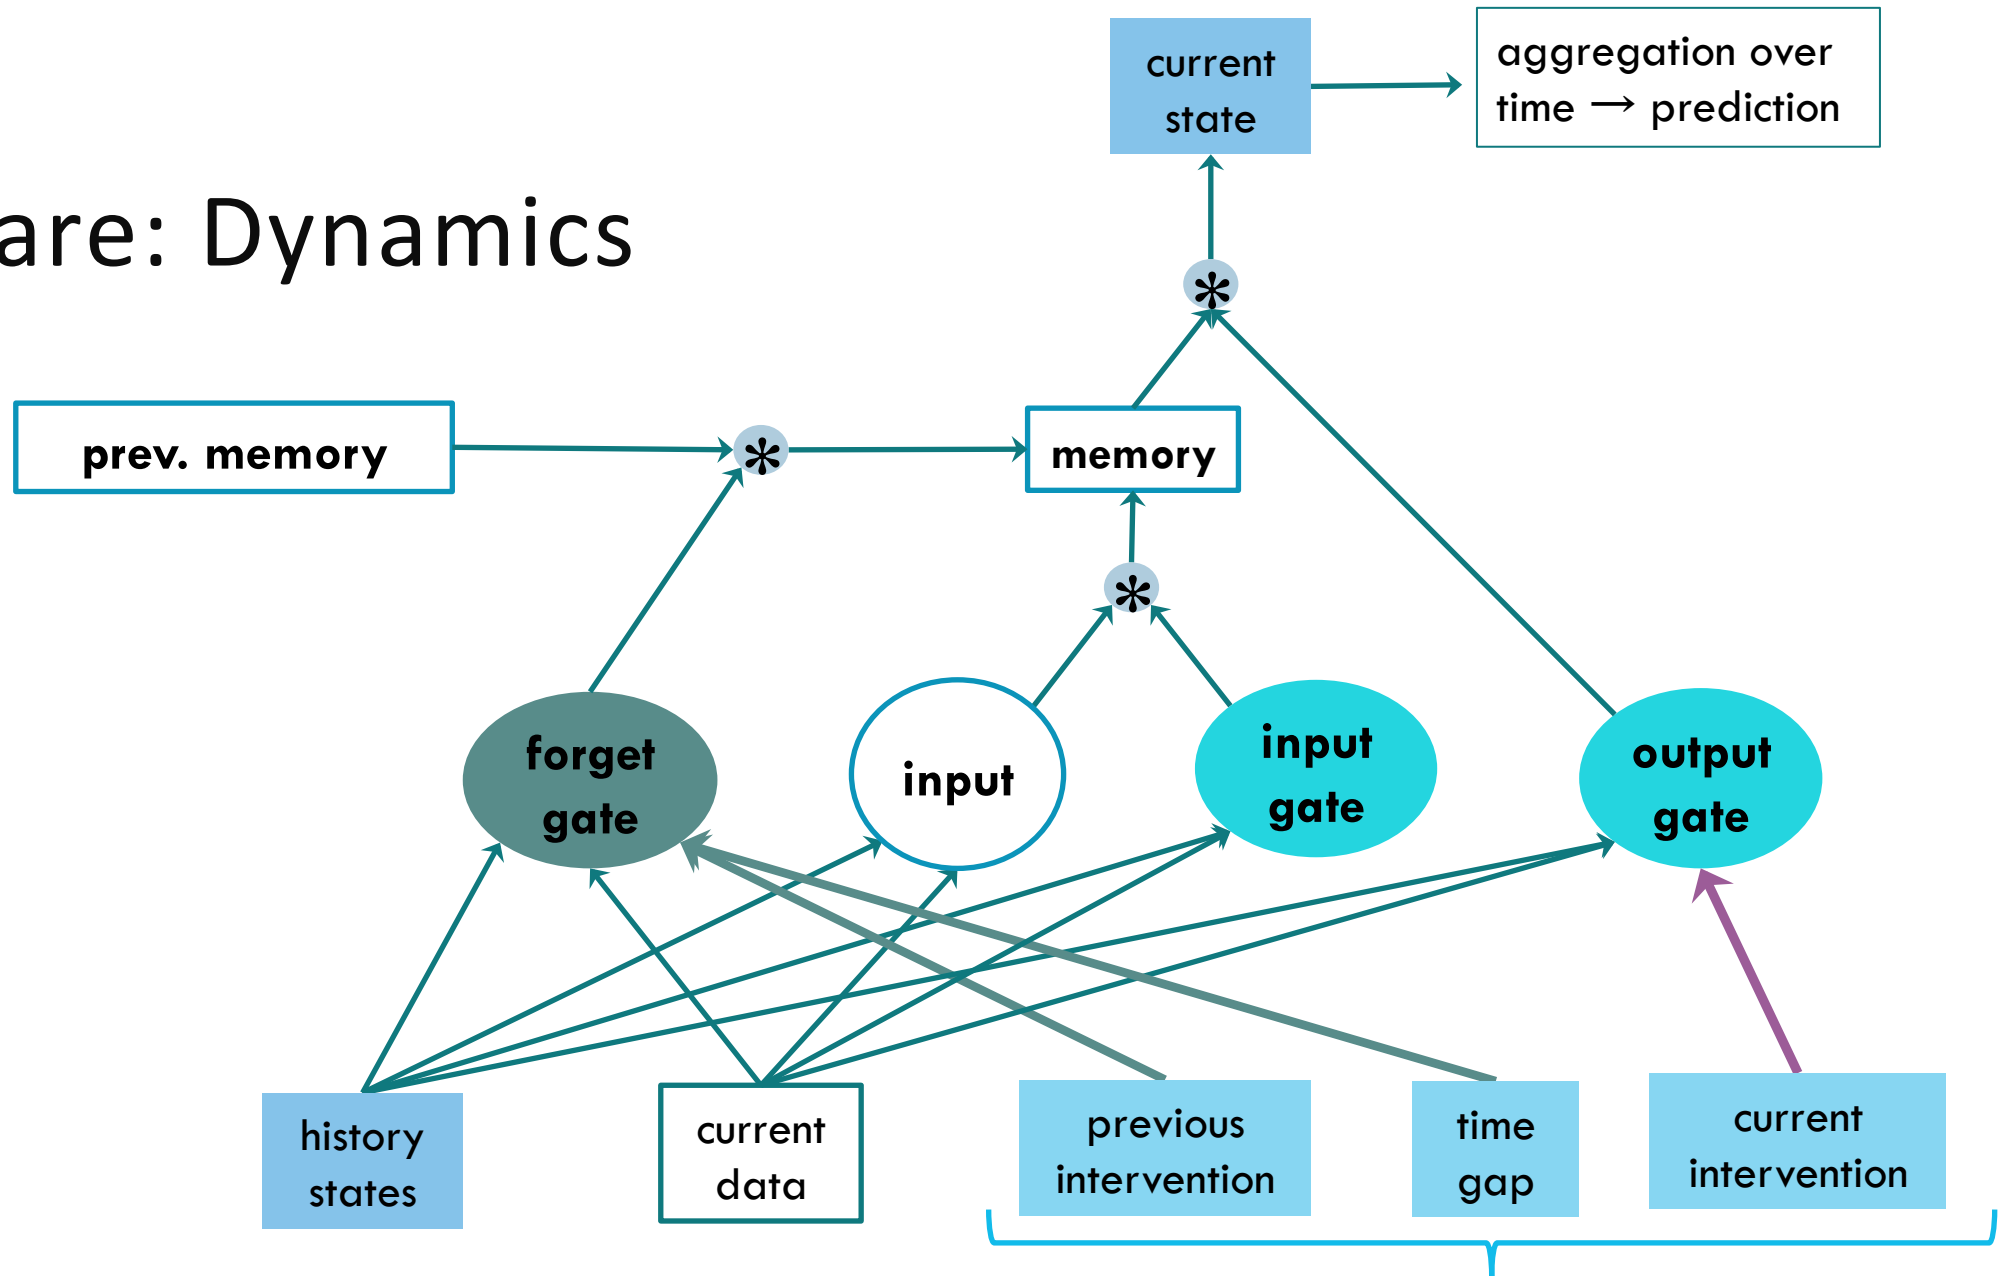 current
state
aggregation over
time → prediction
are: Dynamics
*
prev. memory
*
memory
*
forget
gate
input
input
gate
output
gate
history
states
current
data
previous
intervention
time
gap
current
intervention